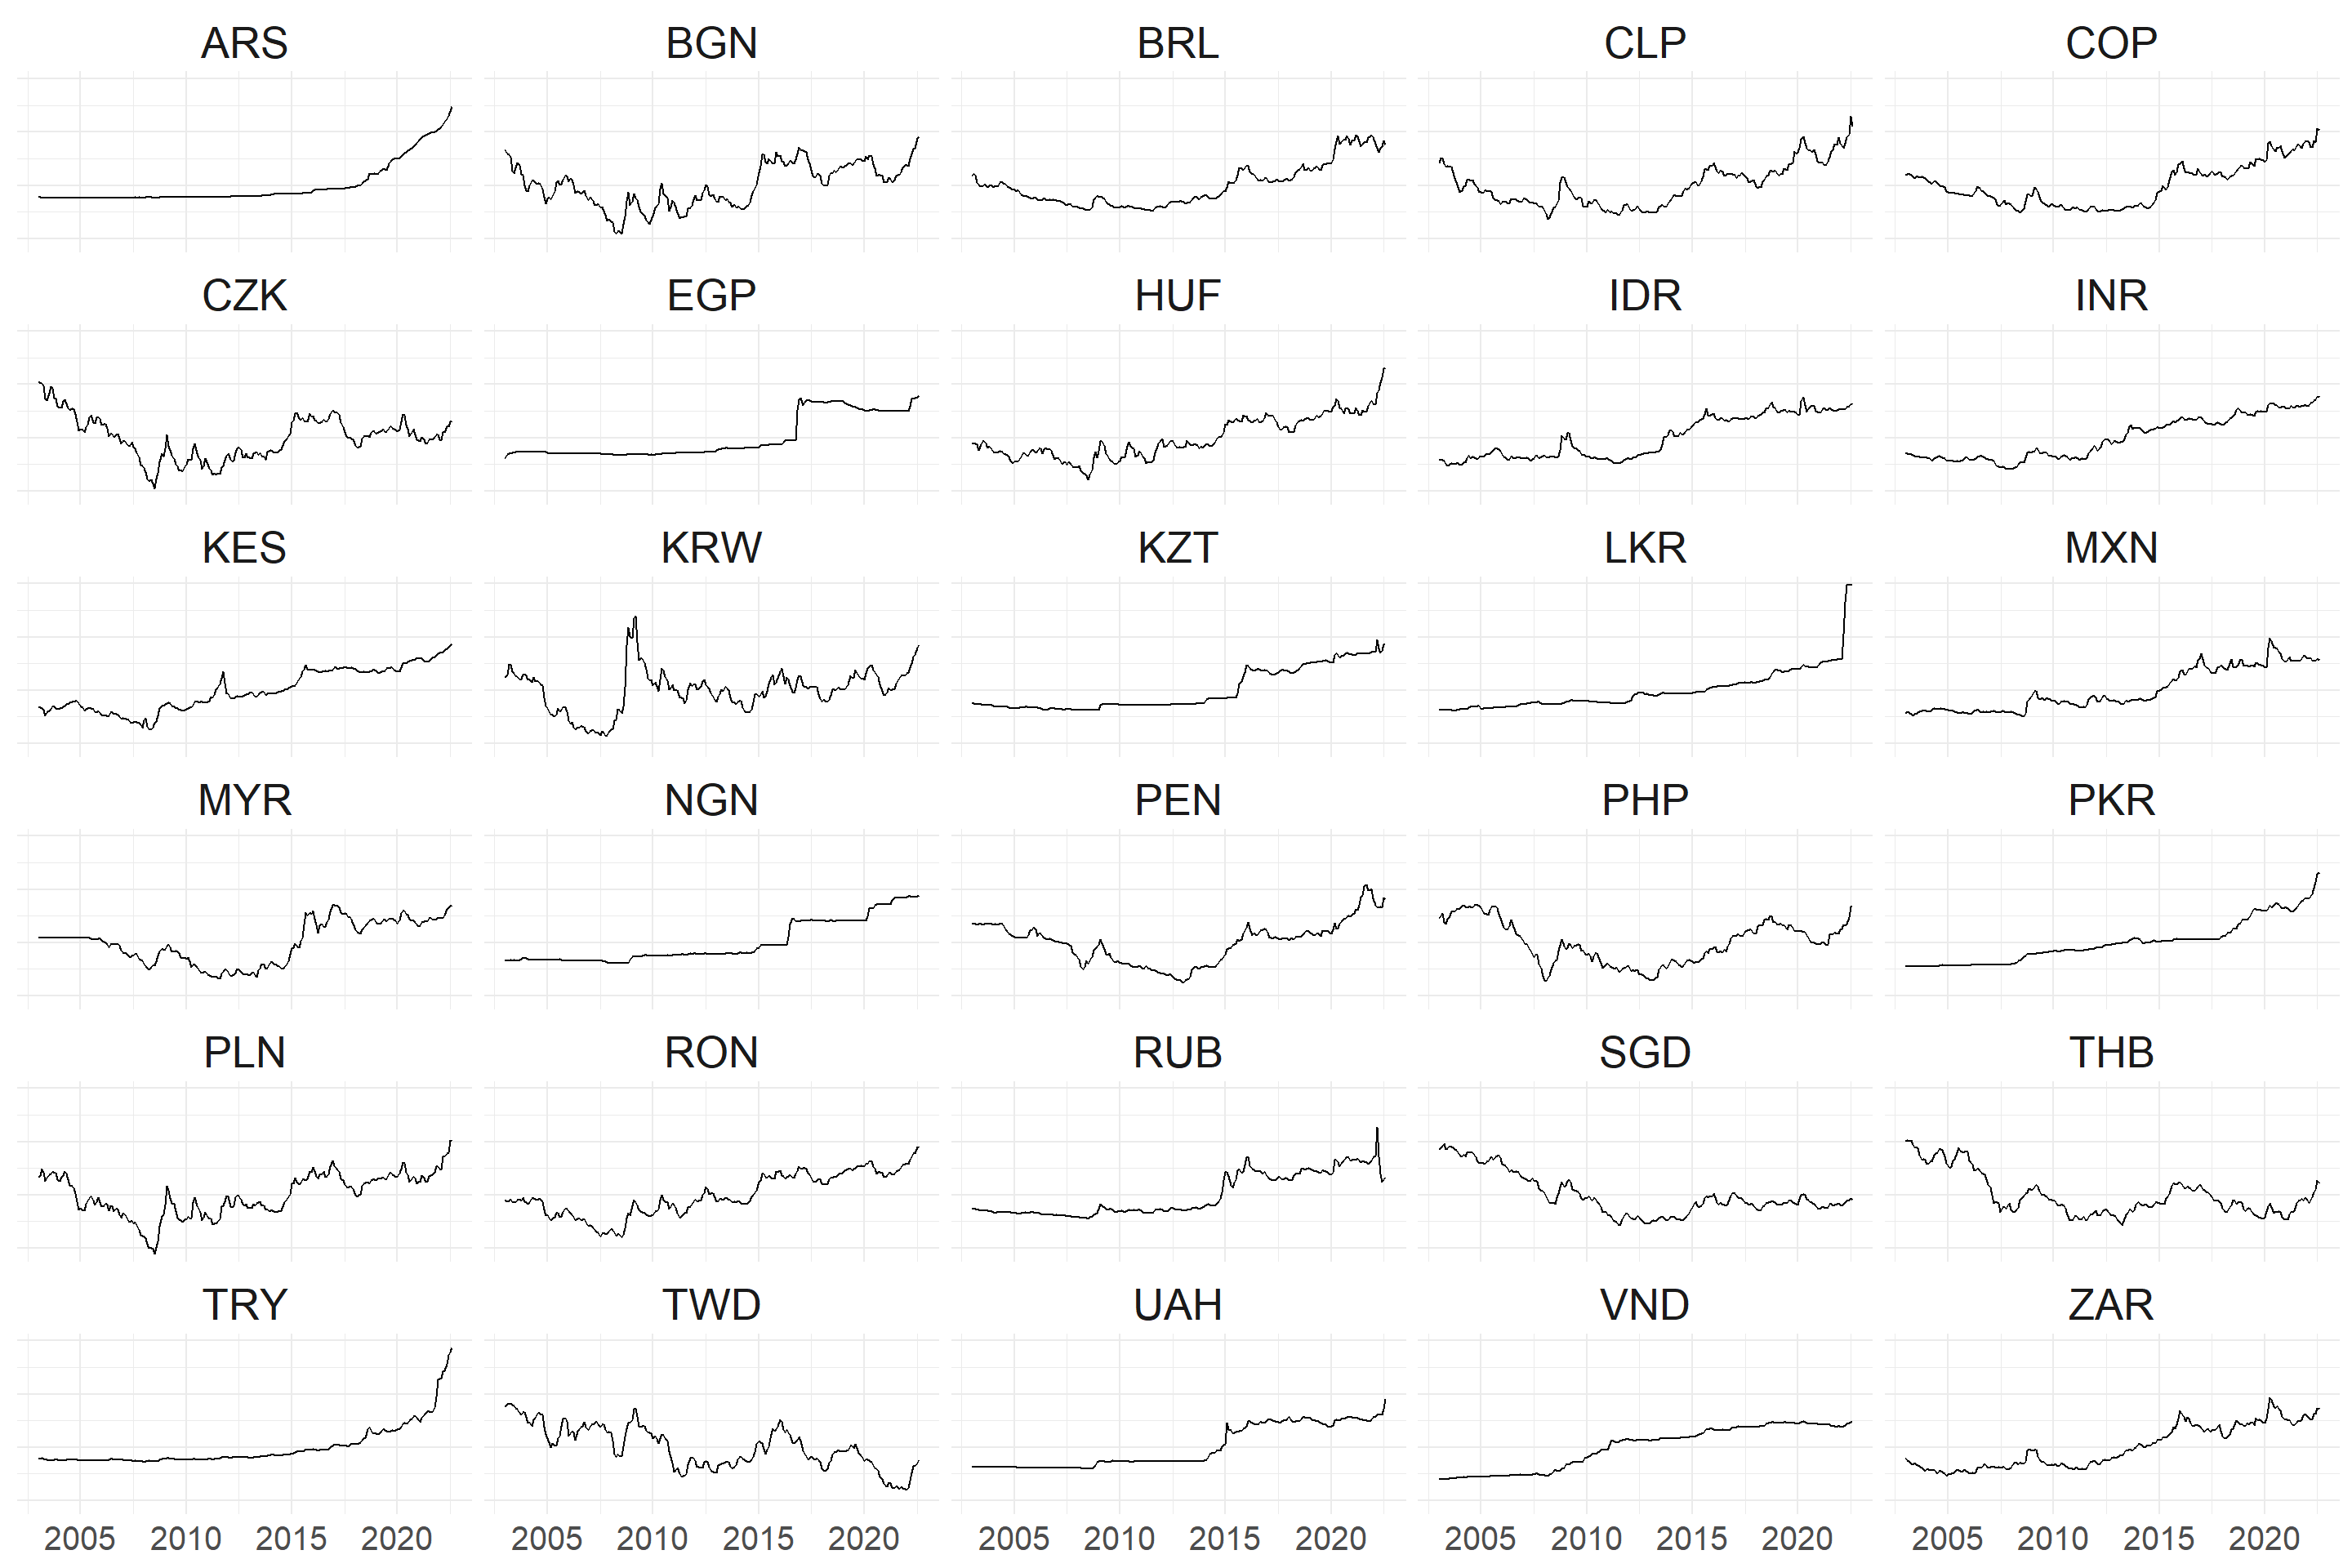 ARS BGN BRL CLP COP
CZK EGP HUF IDR INR
KES KRW KZT LKR MXN
MYR NGN PEN PHP PKR
PLN RON RUB SGD THB
TRY TWD UAH VND ZAR
2005 2010 2015 2020 2005 2010 2015 2020 2005 2010 2015 2020 2005 2010 2015 2020 2005 2010 2015 2020